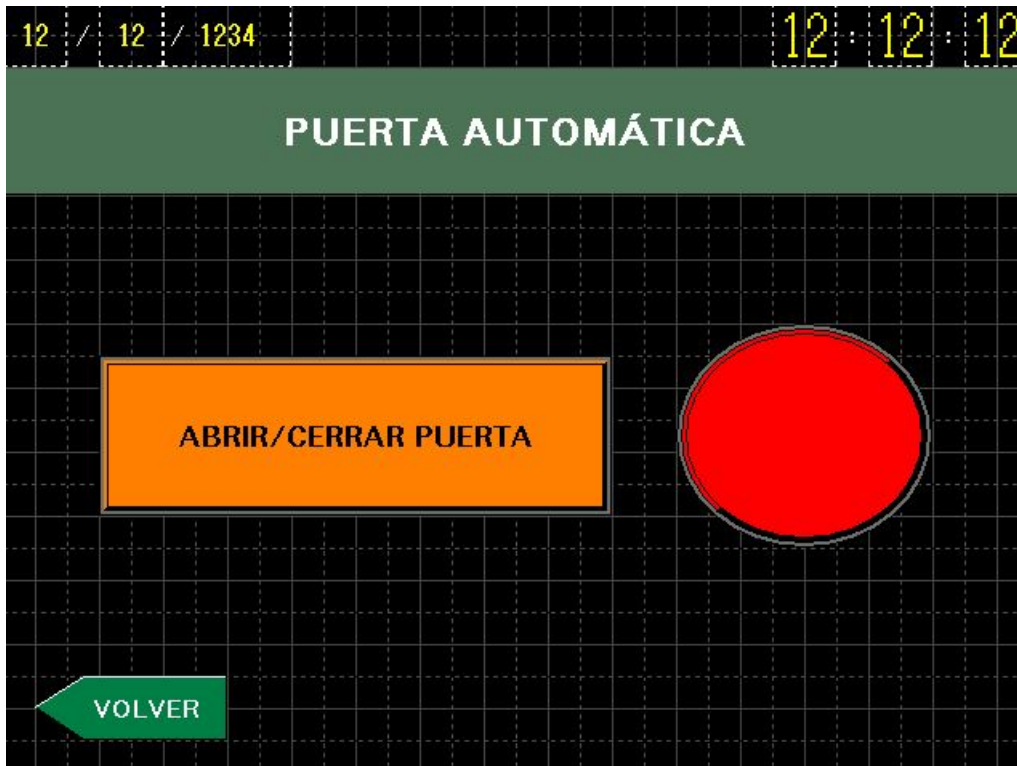 12 / 12 / 1234 12 : 12 : 12
PUERTA AUTOMÁTICA
ABRIR/CERRAR PUERTA
VOLVER